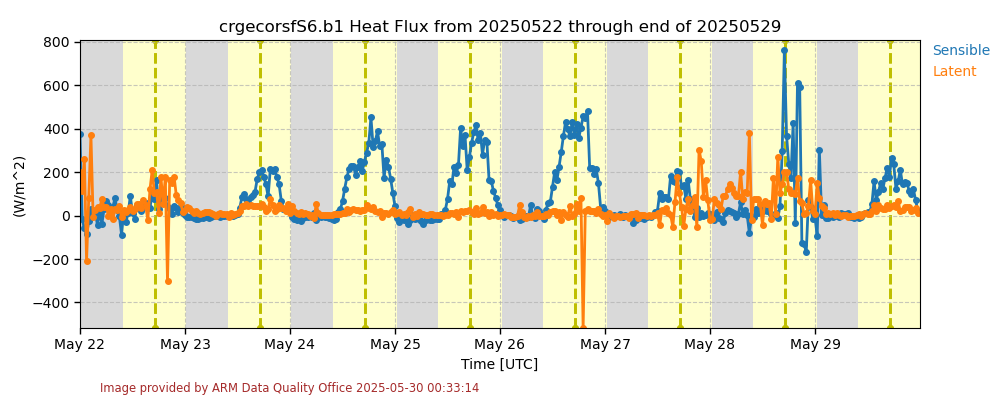 crgecorsfS6.b1 Heat Flux from 20250522 through end of 20250529
Sensible
Latent
(W/m^2)
800
600
400
200
0
−200
−400
May 22 May 23 May 24 May 25 May 26 May 27 May 28 May 29
Time [UTC]
Image provided by ARM Data Quality Office 2025-05-30 00:33:14